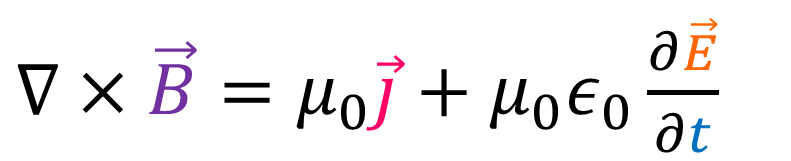 ∇ × B⃗ = μ₀j⃗ + μ₀ϵ₀ ∂E⃗/∂t